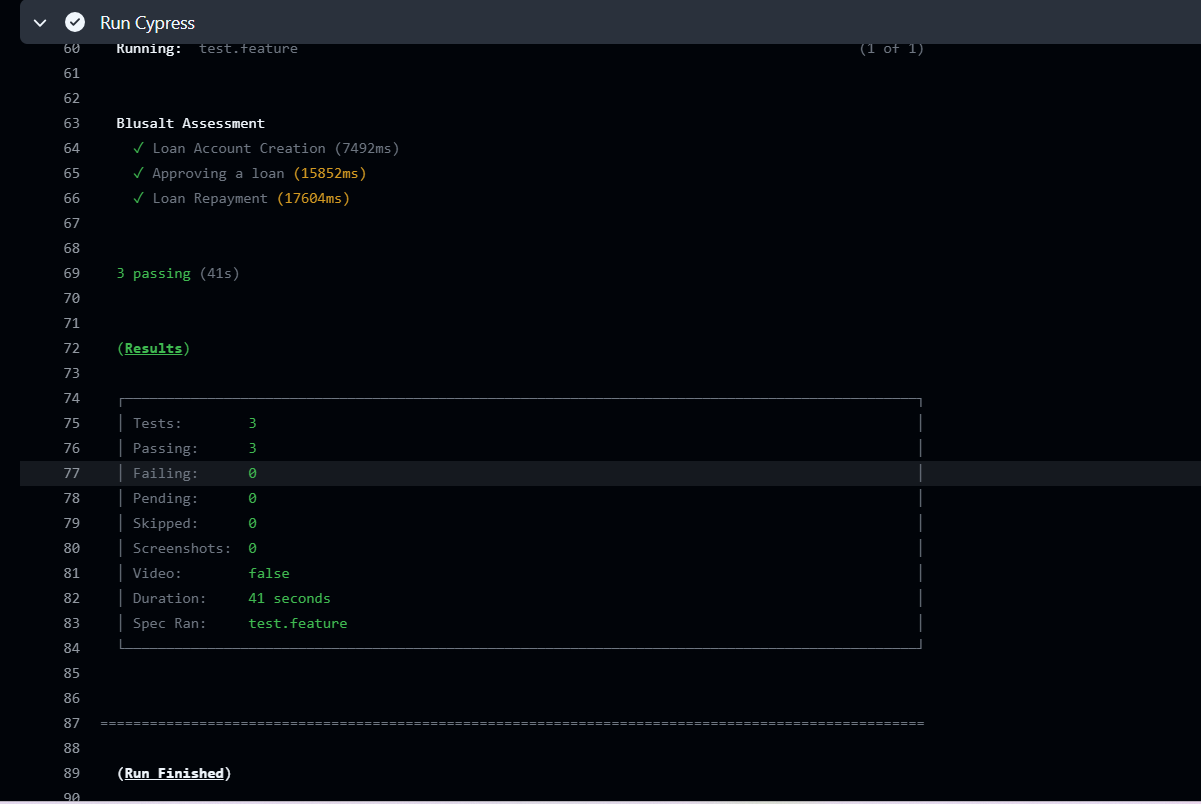 Run Cypress
60 Running: test.feature (1 of 1)
61
62
63 Blusalt Assessment
64 ✓ Loan Account Creation (7492ms)
65 ✓ Approving a loan (15852ms)
66 ✓ Loan Repayment (17604ms)
67
68
69 3 passing (41s)
70
71
72 (Results)
73
74
75 Tests: 3
76 Passing: 3
77 Failing: 0
78 Pending: 0
79 Skipped: 0
80 Screenshots: 0
81 Video: false
82 Duration: 41 seconds
83 Spec Ran: test.feature
84
85
86
87 ====================================================================================================
88
89 (Run Finished)
90